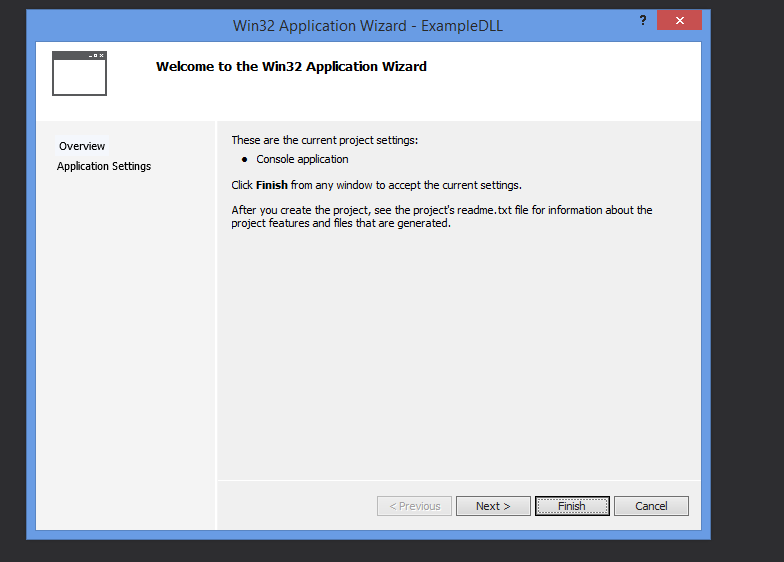 Win32 Application Wizard - ExampleDLL
?
Welcome to the Win32 Application Wizard
Overview
Application Settings
These are the current project settings:
• Console application
Click Finish from any window to accept the current settings.
After you create the project, see the project's readme.txt file for information about the
project features and files that are generated.
< Previous
Next >
Finish
Cancel